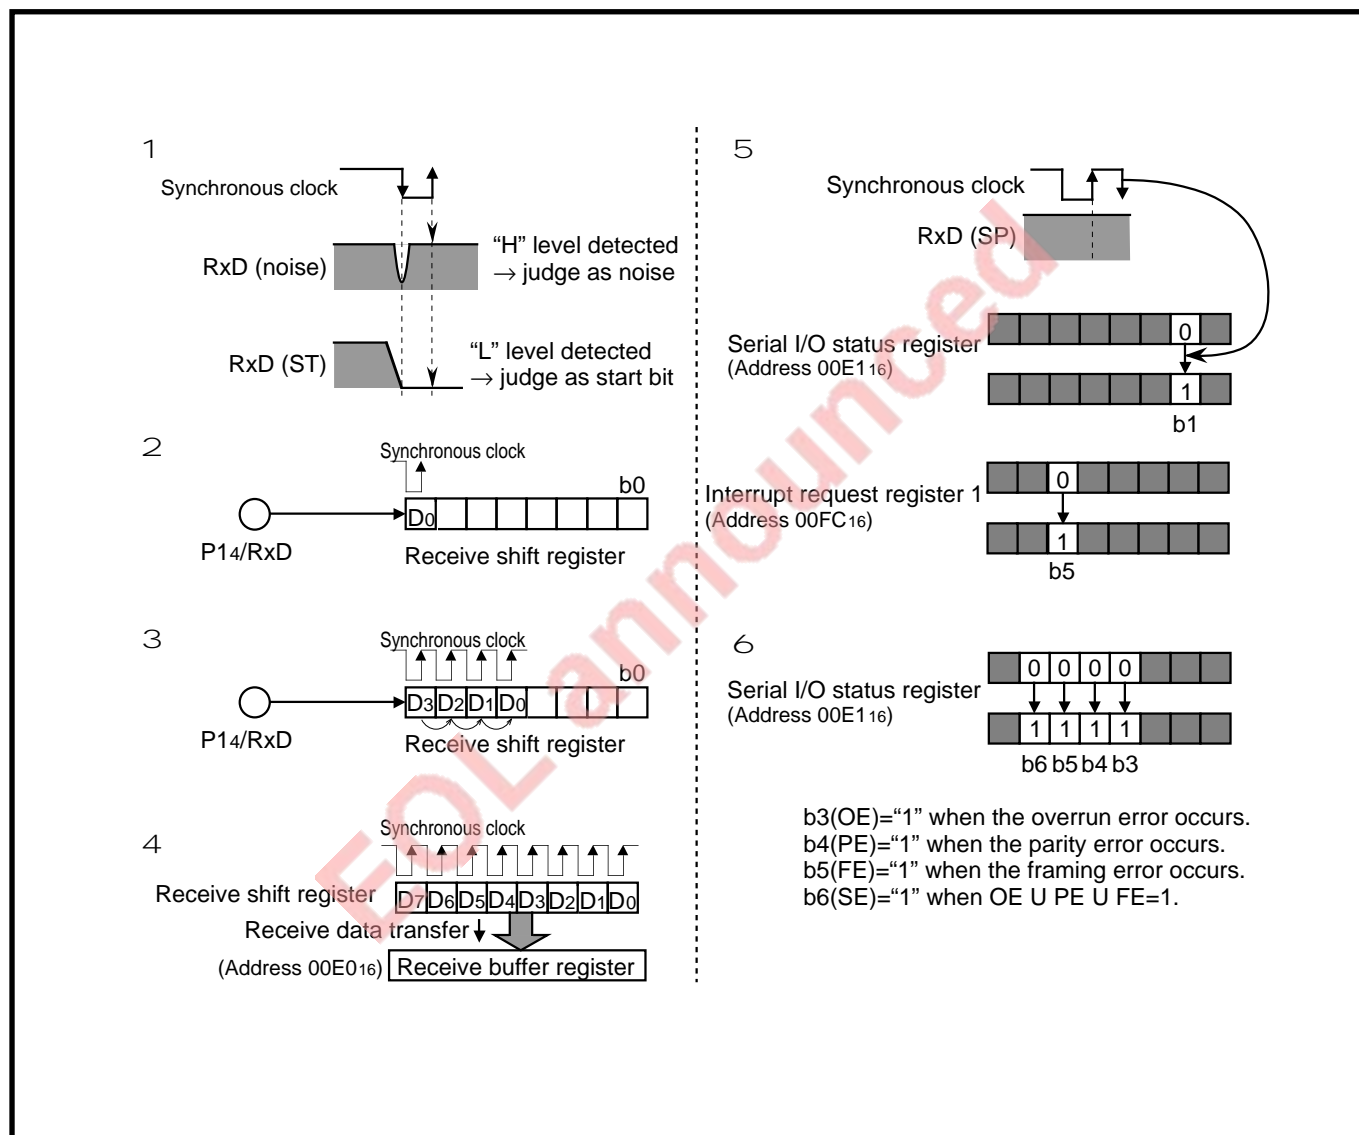 1
Synchronous clock
RxD (noise)
“H” level detected
→ judge as noise
RxD (ST)
“L” level detected
→ judge as start bit
2
Synchronous clock
b0
D0
P14/RxD
Receive shift register
3
Synchronous clock
b0
D3 D2 D1 D0
P14/RxD
Receive shift register
4
Synchronous clock
Receive shift register
D7 D6 D5 D4 D3 D2 D1 D0
Receive data transfer
(Address 00E016)
Receive buffer register
5
Synchronous clock
RxD (SP)
0
Serial I/O status register
(Address 00E116)
1
b1
0
Interrupt request register 1
(Address 00FC16)
1
b5
6
0 0 0 0
Serial I/O status register
(Address 00E116)
1 1 1 1
b6 b5 b4 b3
b3(OE)=“1” when the overrun error occurs.
b4(PE)=“1” when the parity error occurs.
b5(FE)=“1” when the framing error occurs.
b6(SE)=“1” when OE U PE U FE=1.
EOL announced